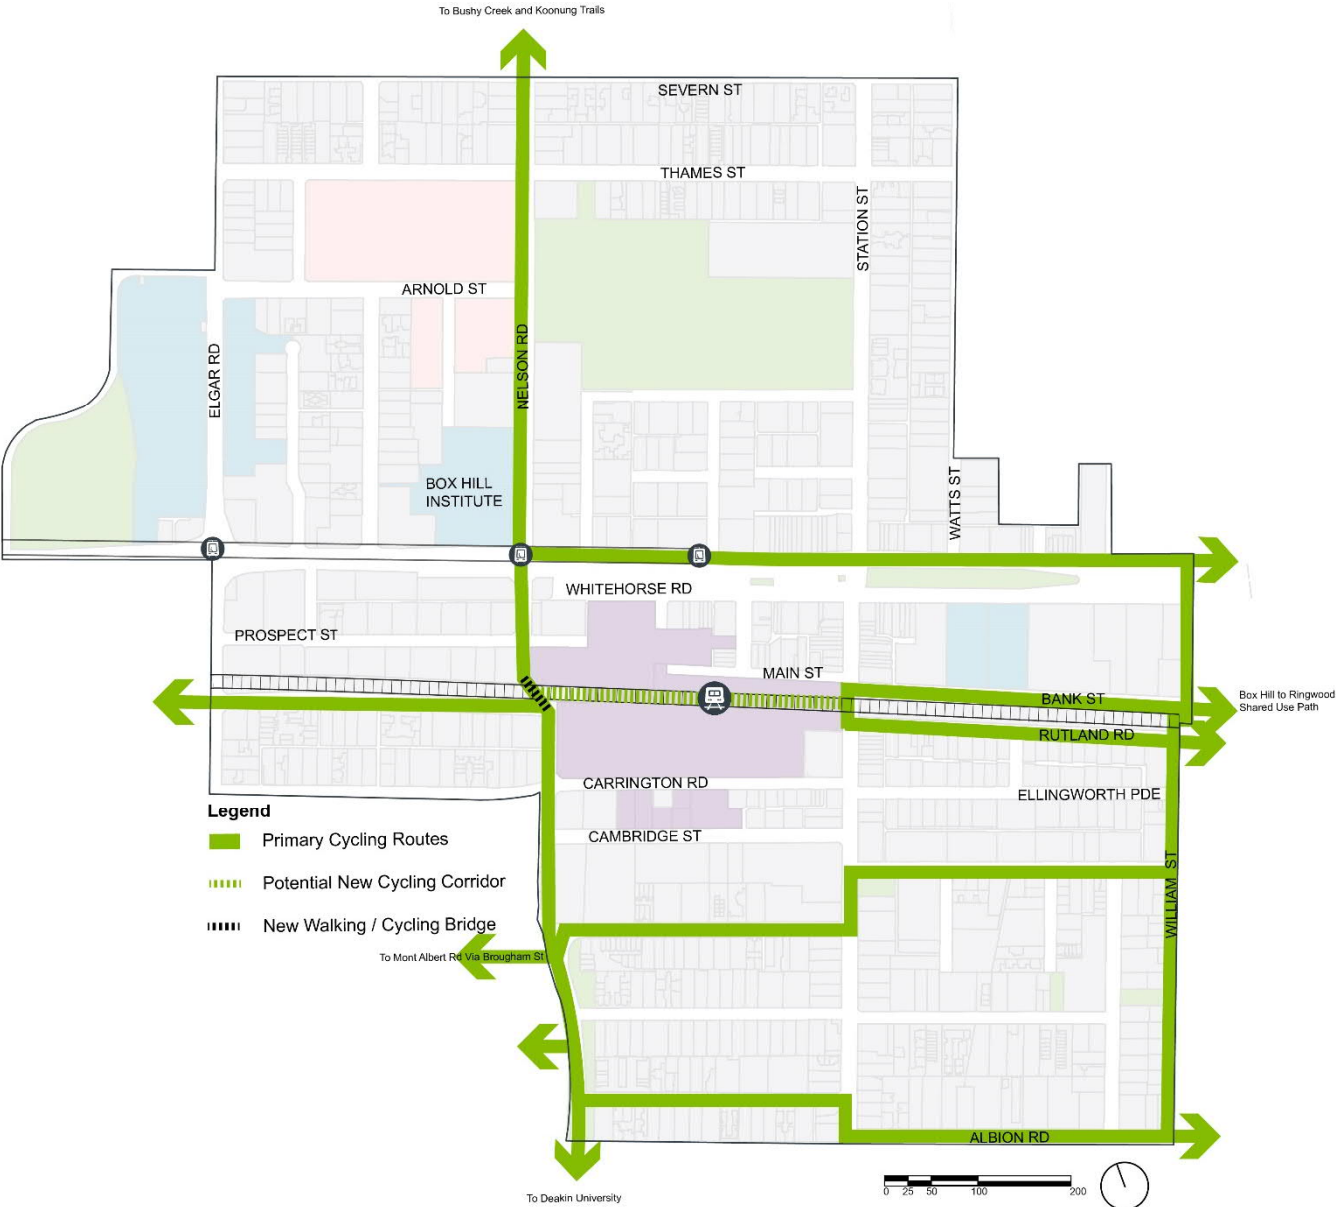 To Bushy Creek and Koonung Trails
SEVERN ST
THAMES ST
STATION ST
ARNOLD ST
NELSON RD
ELGAR RD
BOX HILL
INSTITUTE
WATTS ST
WHITEHORSE RD
PROSPECT ST
MAIN ST
BANK ST
Box Hill to Ringwood
Shared Use Path
RUTLAND RD
CARRINGTON RD
ELLINGWORTH PDE
CAMBRIDGE ST
Legend
Primary Cycling Routes
Potential New Cycling Corridor
New Walking / Cycling Bridge
WILLIAM ST
To Mont Albert Rd Via Brougham St
ALBION RD
To Deakin University
0 25 50 100 200